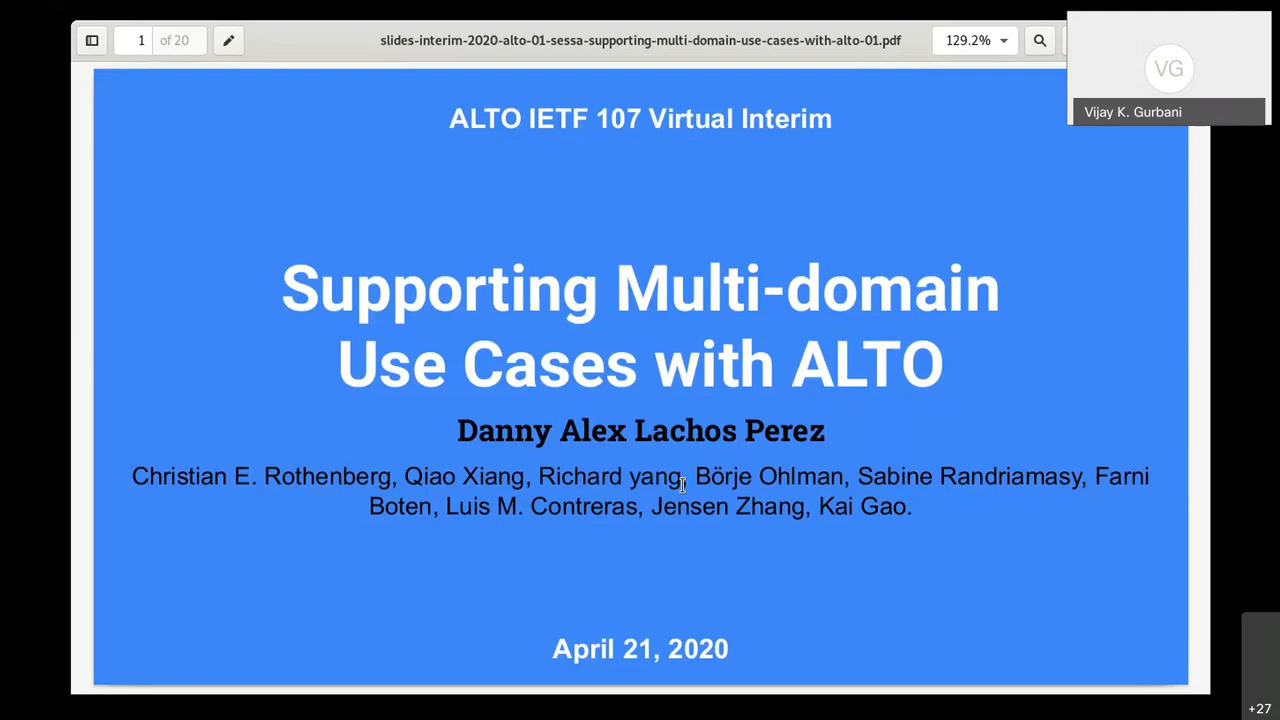 1 of 20
slides-interim-2020-alto-01-sessa-supporting-multi-domain-use-cases-with-alto-01.pdf
129.2%
VG
Vijay K. Gurbani
ALTO IETF 107 Virtual Interim
Supporting Multi-domain
Use Cases with ALTO
Danny Alex Lachos Perez
Christian E. Rothenberg, Qiao Xiang, Richard yang, Börje Ohlman, Sabine Randriamasy, Farni
Boten, Luis M. Contreras, Jensen Zhang, Kai Gao.
April 21, 2020
+27